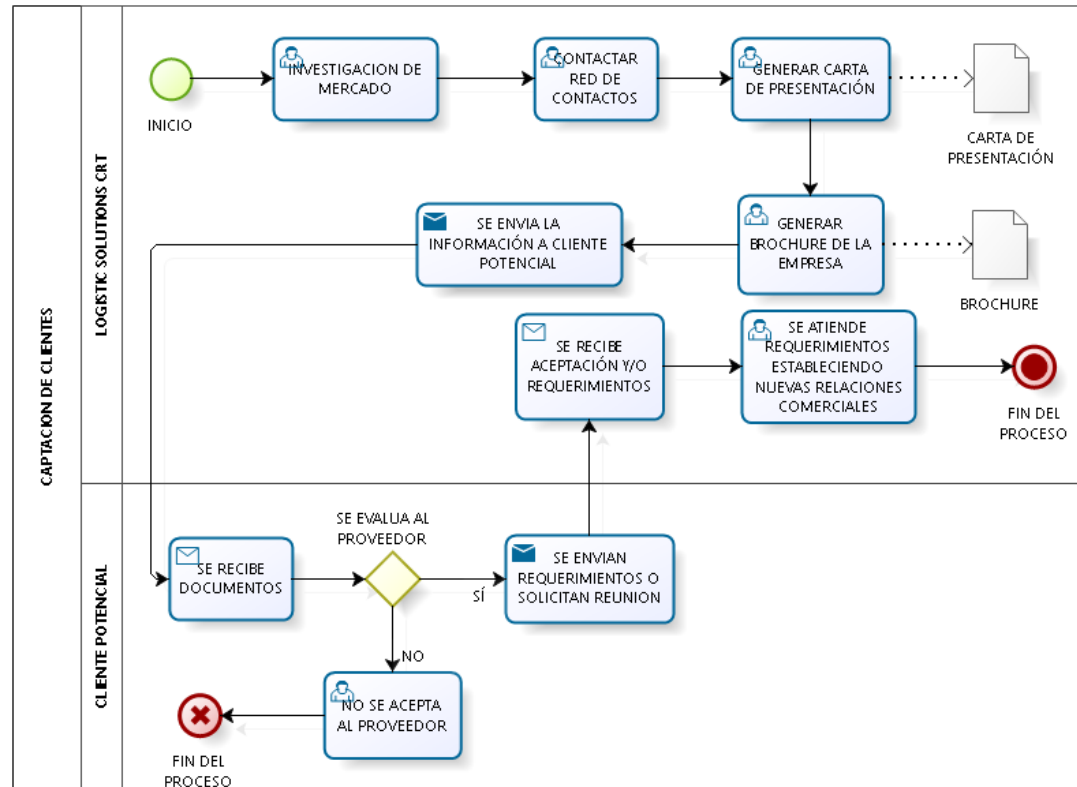 CAPTACION DE CLIENTES
LOGISTIC SOLUTIONS CRT
INICIO
INVESTIGACION DE
MERCADO
CONTACTAR
RED DE
CONTACTOS
GENERAR CARTA
DE PRESENTACIÓN
CARTA DE
PRESENTACIÓN
SE ENVIA LA
INFORMACIÓN A CLIENTE
POTENCIAL
GENERAR
BROCHURE DE LA
EMPRESA
BROCHURE
SE RECIBE
ACEPTACIÓN Y/O
REQUERIMIENTOS
SE ATIENDE
REQUERIMIENTOS
ESTABLECIENDO
NUEVAS RELACIONES
COMERCIALES
FIN DEL
PROCESO
CLIENTE POTENCIAL
SE RECIBE
DOCUMENTOS
SE EVALUA AL
PROVEEDOR
SÍ
SE ENVIAN
REQUERIMIENTOS O
SOLICITAN REUNION
NO
NO SE ACEPTA
AL PROVEEDOR
FIN DEL
PROCESO